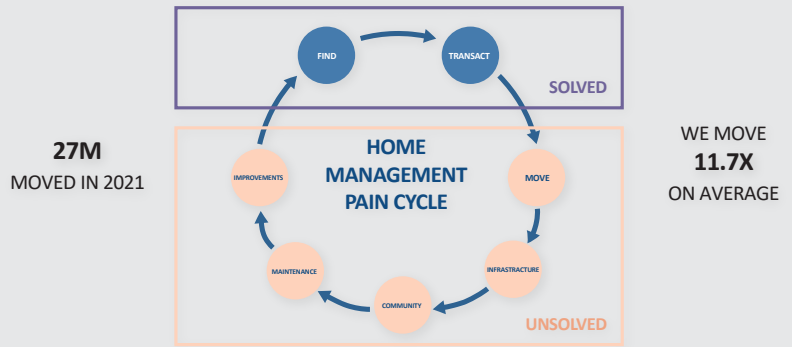 FIND
TRANSACT
SOLVED
27M
MOVED IN 2021
HOME
MANAGEMENT
PAIN CYCLE
WE MOVE
11.7X
ON AVERAGE
IMPROVEMENTS
MOVE
MAINTENANCE
INFRASTRACTURE
COMMUNITY
UNSOLVED